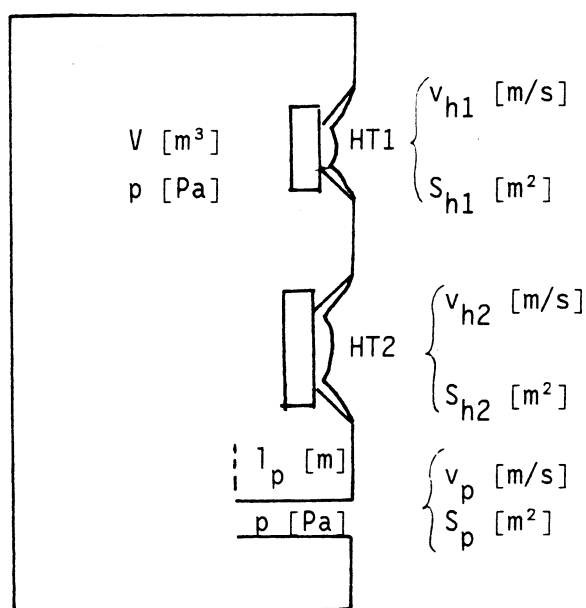 v_h1 [m/s]
V [m³]
HT1
p [Pa]
S_h1 [m²]
v_h2 [m/s]
HT2
S_h2 [m²]
l_p [m]
v_p [m/s]
p [Pa]
S_p [m²]